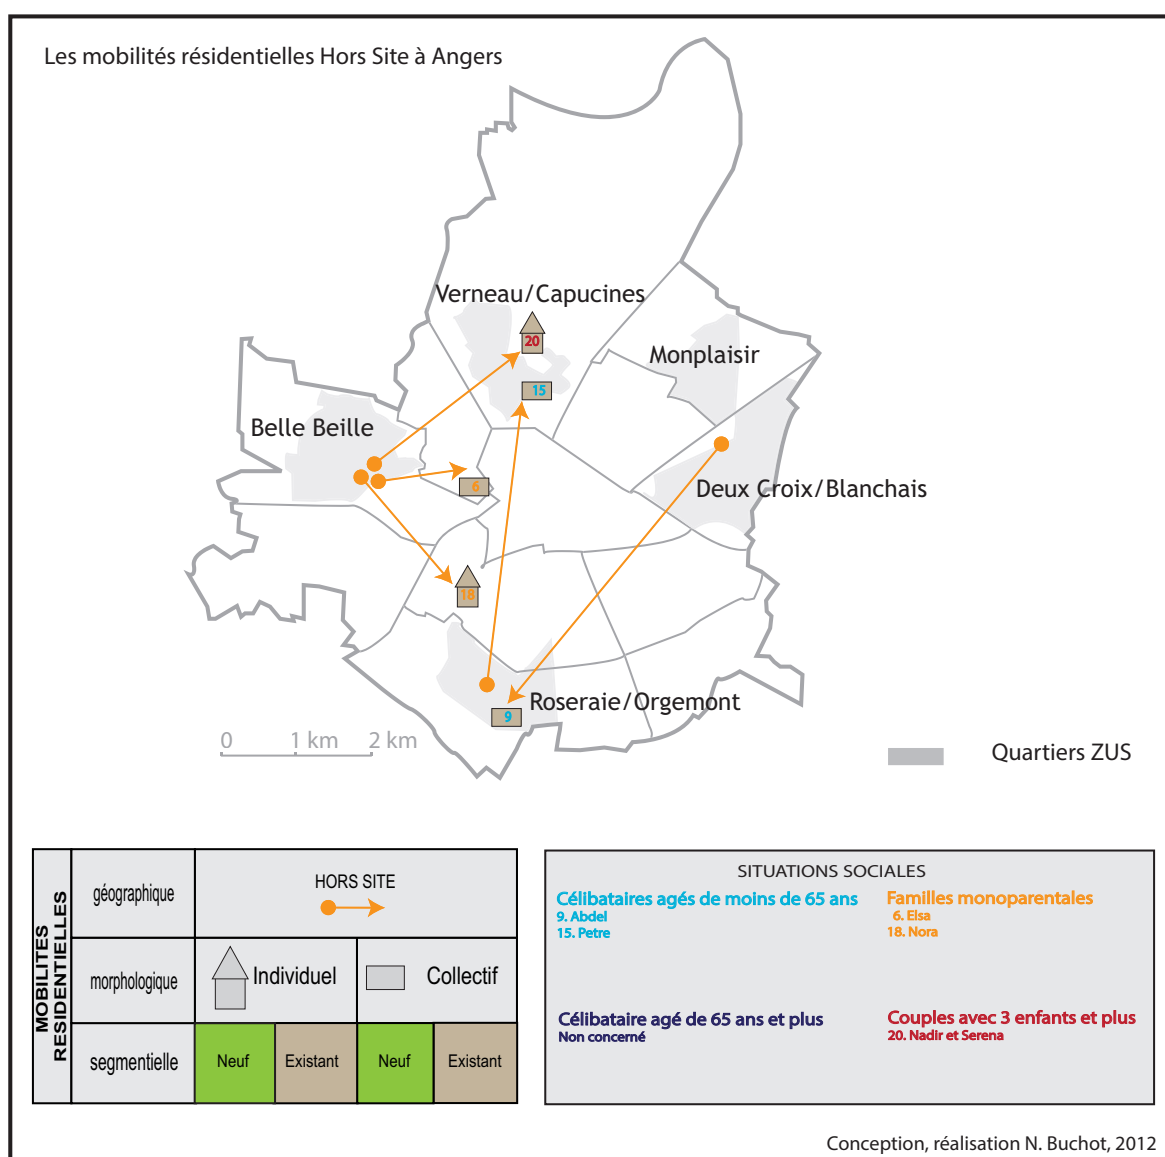 Les mobilités résidentielles Hors Site à Angers
Verneau/Capucines
20
Monplaisir
15
Belle Beille
6
Deux Croix/Blanchais
18
Roseraie/Orgemont
9
0 1 km 2 km
Quartiers ZUS
MOBILITES RESIDENTIELLES
géographique
HORS SITE
morphologique
Individuel
Collectif
segmentielle
Neuf
Existant
Neuf
Existant
SITUATIONS SOCIALES
Célibataires agés de moins de 65 ans
9. Abdel
15. Petre
Familles monoparentales
6. Elsa
18. Nora
Célibataire agé de 65 ans et plus
Non concerné
Couples avec 3 enfants et plus
20. Nadir et Serena
Conception, réalisation N. Buchot, 2012